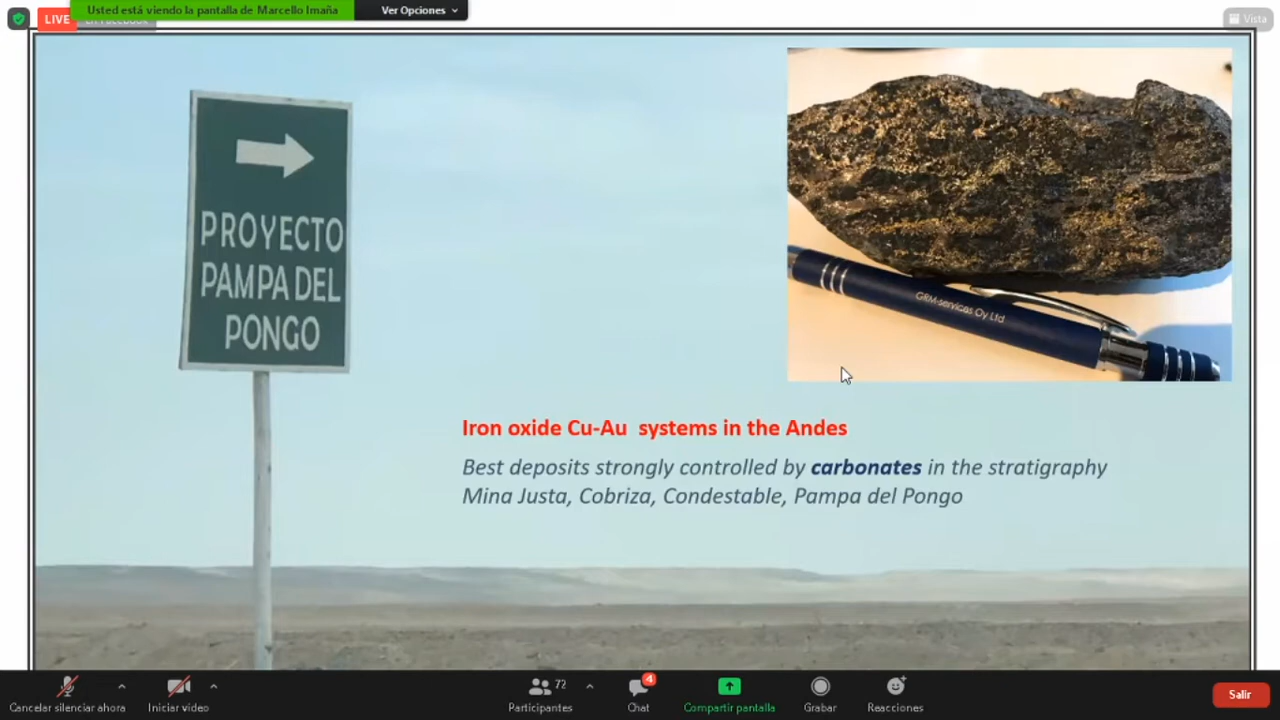 Usted está viendo la pantalla de Marcello Imaña
Ver Opciones
LIVE
Vista
PROYECTO
PAMPA DEL
PONGO
GRM-services Oy Ltd
Iron oxide Cu-Au systems in the Andes
Best deposits strongly controlled by carbonates in the stratigraphy
Mina Justa, Cobriza, Condestable, Pampa del Pongo
72
4
Cancelar silenciar ahora
Iniciar video
Participantes
Chat
Compartir pantalla
Grabar
Reacciones
Salir